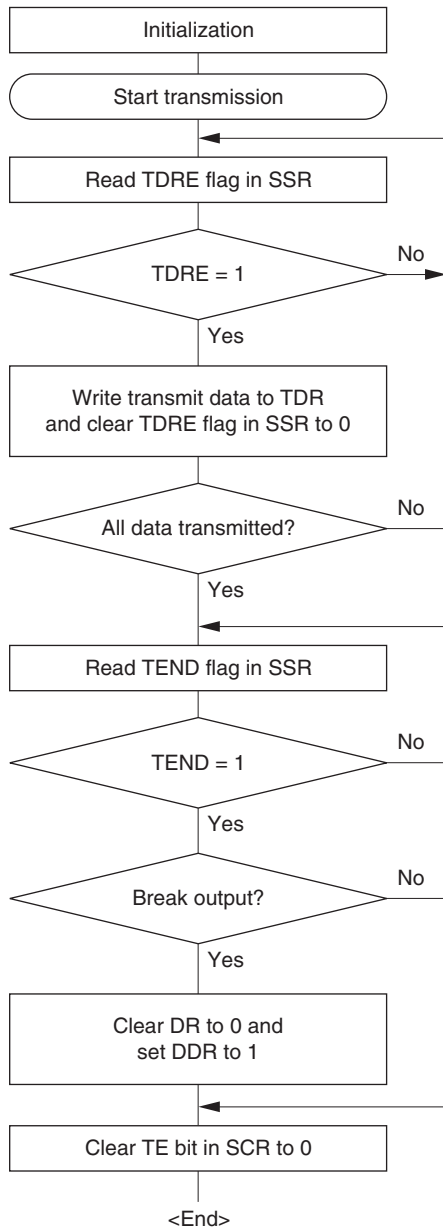 Initialization
Start transmission
Read TDRE flag in SSR
TDRE = 1
No
Yes
Write transmit data to TDR
and clear TDRE flag in SSR to 0
All data transmitted?
No
Yes
Read TEND flag in SSR
TEND = 1
No
Yes
Break output?
No
Yes
Clear DR to 0 and
set DDR to 1
Clear TE bit in SCR to 0
<End>